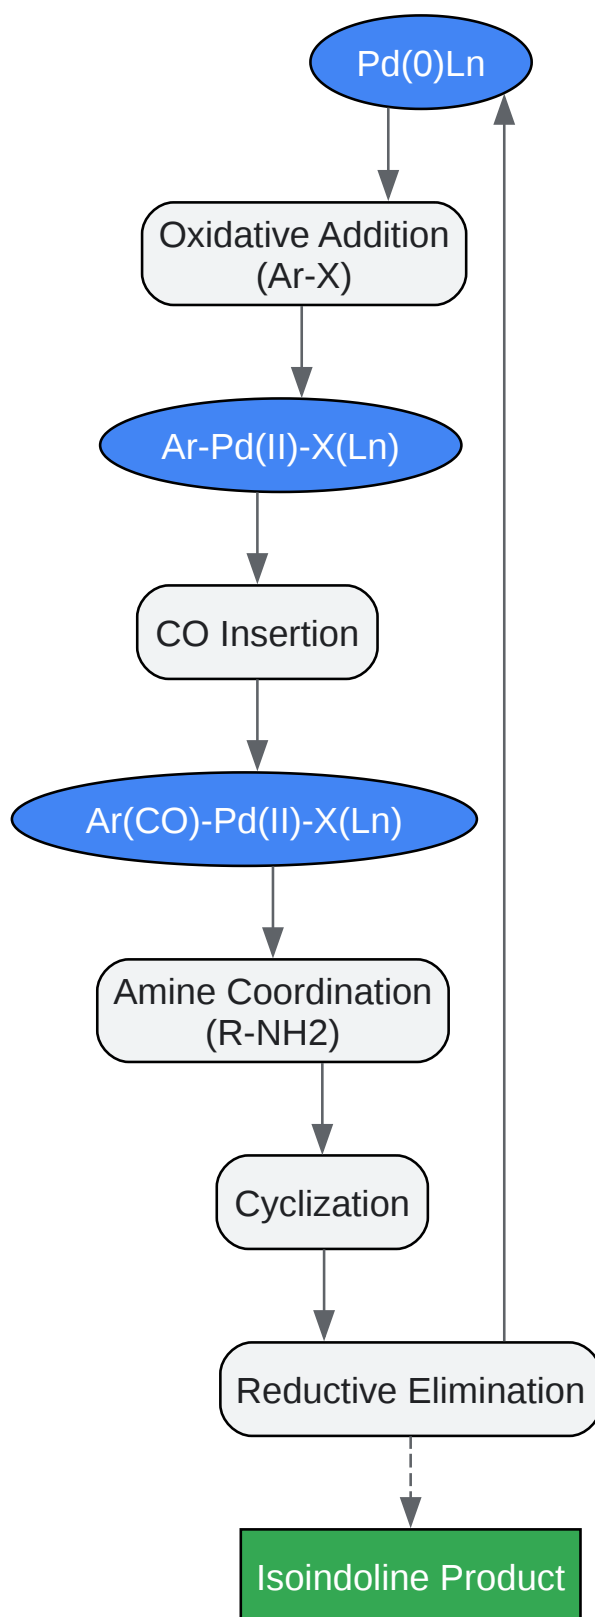 Pd(0)Ln
Oxidative Addition
(Ar-X)
Ar-Pd(II)-X(Ln)
CO Insertion
Ar(CO)-Pd(II)-X(Ln)
Amine Coordination
(R-NH2)
Cyclization
Reductive Elimination
Isoindoline Product